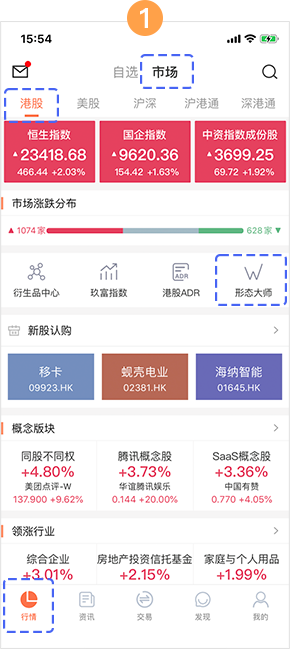 1
15:54
自选 市场
港股 美股 沪深 沪港通 深港通
恒生指数 国企指数 中资指数成份股
▲23418.68 ▲9620.36 ▲3699.25
466.44 +2.03% 154.42 +1.63% 69.72 +1.92%
市场涨跌分布
▲ 1074家 628家 ▼
ADR
衍生品中心 玖富指数 港股ADR 形态大师
新股认购
移卡 蚬壳电业 海纳智能
09923.HK 02381.HK 01645.HK
概念版块
同股不同权 腾讯概念股 SaaS概念股
+4.80% +3.73% +3.36%
美团点评-W 华谊腾讯娱乐 中国有赞
137.900 +9.62% 0.144 +20.00% 0.770 +4.05%
领涨行业
综合企业 房地产投资信托基金 家庭与个人用品
+3.01% +2.15% +1.99%
行情 资讯 交易 发现 我的